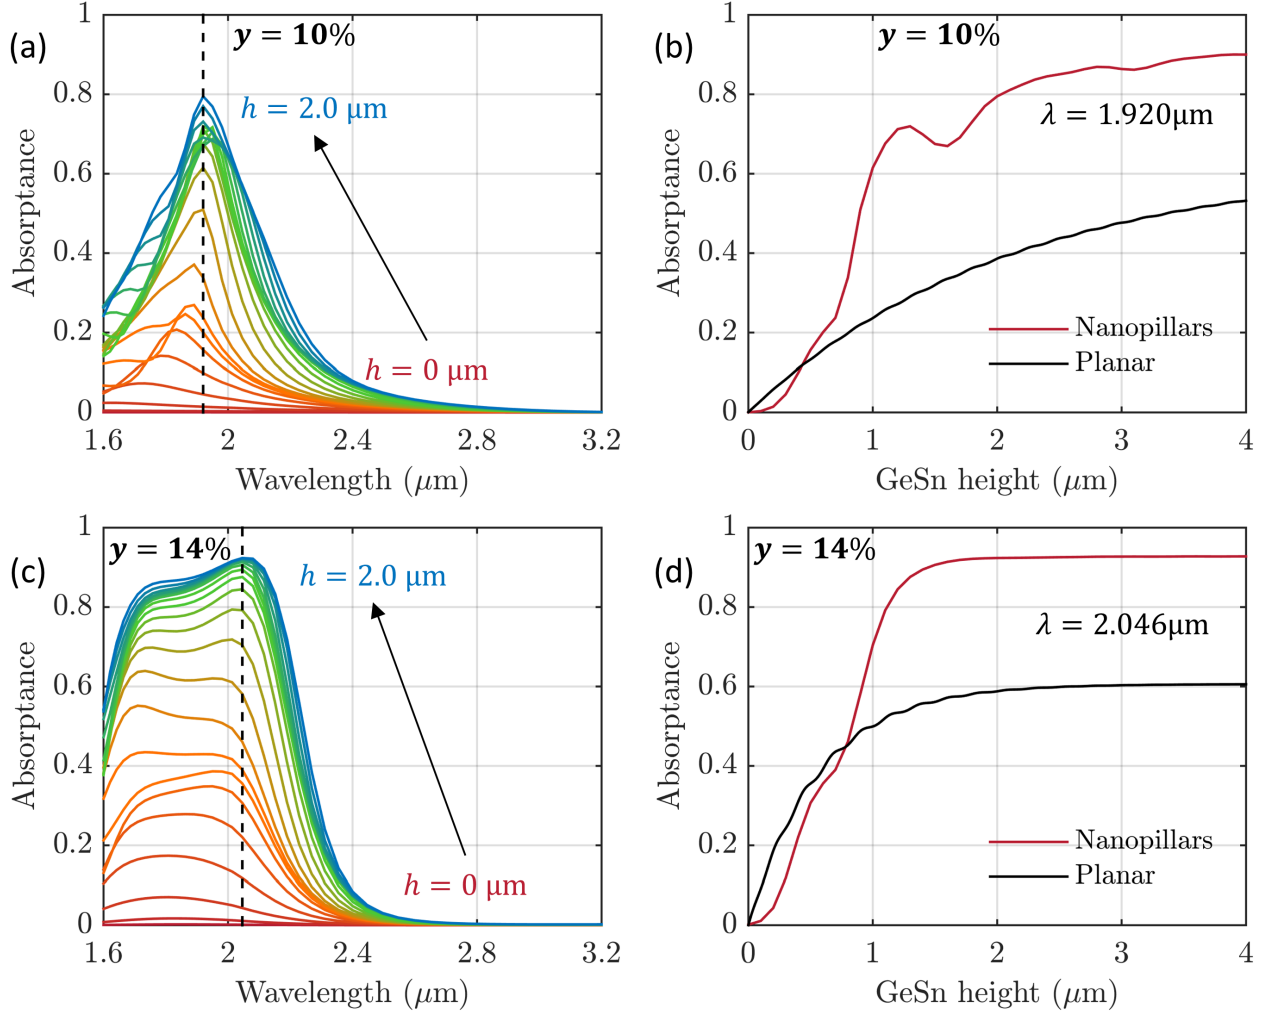 (a)
y = 10%
h = 2.0 μm
h = 0 μm
1
0.8
0.6
0.4
0.2
0
1.6
2
2.4
2.8
3.2
Absorptance
Wavelength (μm)
(b)
y = 10%
λ = 1.920μm
Nanopillars
Planar
1
0.8
0.6
0.4
0.2
0
0
1
2
3
4
Absorptance
GeSn height (μm)
(c)
y = 14%
h = 2.0 μm
h = 0 μm
1
0.8
0.6
0.4
0.2
0
1.6
2
2.4
2.8
3.2
Absorptance
Wavelength (μm)
(d)
y = 14%
λ = 2.046μm
Nanopillars
Planar
1
0.8
0.6
0.4
0.2
0
0
1
2
3
4
Absorptance
GeSn height (μm)